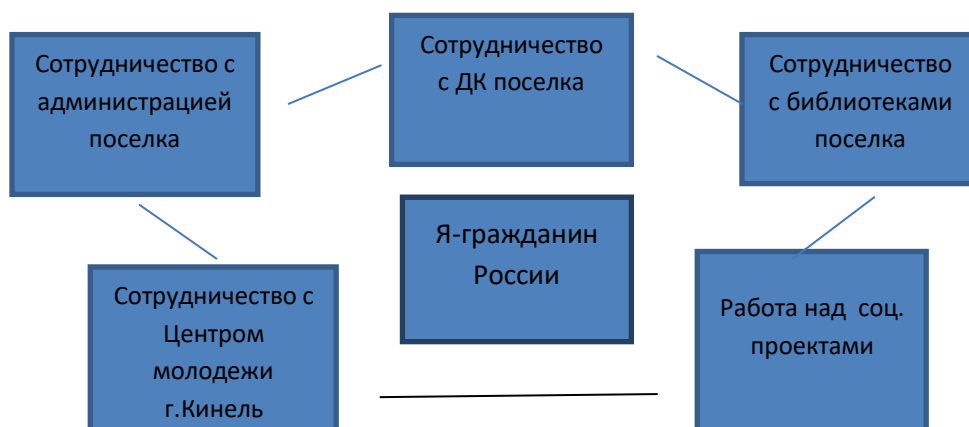 Сотрудничество с
администрацией
поселка
Сотрудничество
с ДК поселка
Сотрудничество
с библиотеками
поселка
Я-гражданин
России
Сотрудничество с
Центром
молодежи
г.Кинель
Работа над соц.
проектами